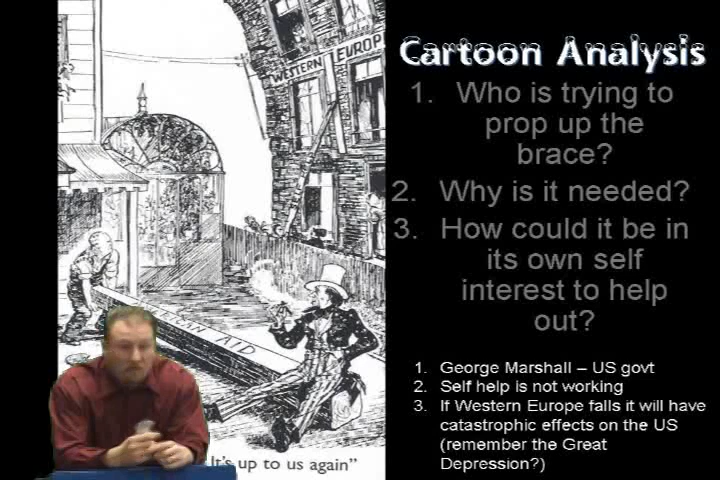 WESTERN EUROPE
AID
It's up to us again"
Cartoon Analysis
1. Who is trying to
prop up the
brace?
2. Why is it needed?
3. How could it be in
its own self
interest to help
out?
1. George Marshall – US govt
2. Self help is not working
3. If Western Europe falls it will have
catastrophic effects on the US
(remember the Great
Depression?)